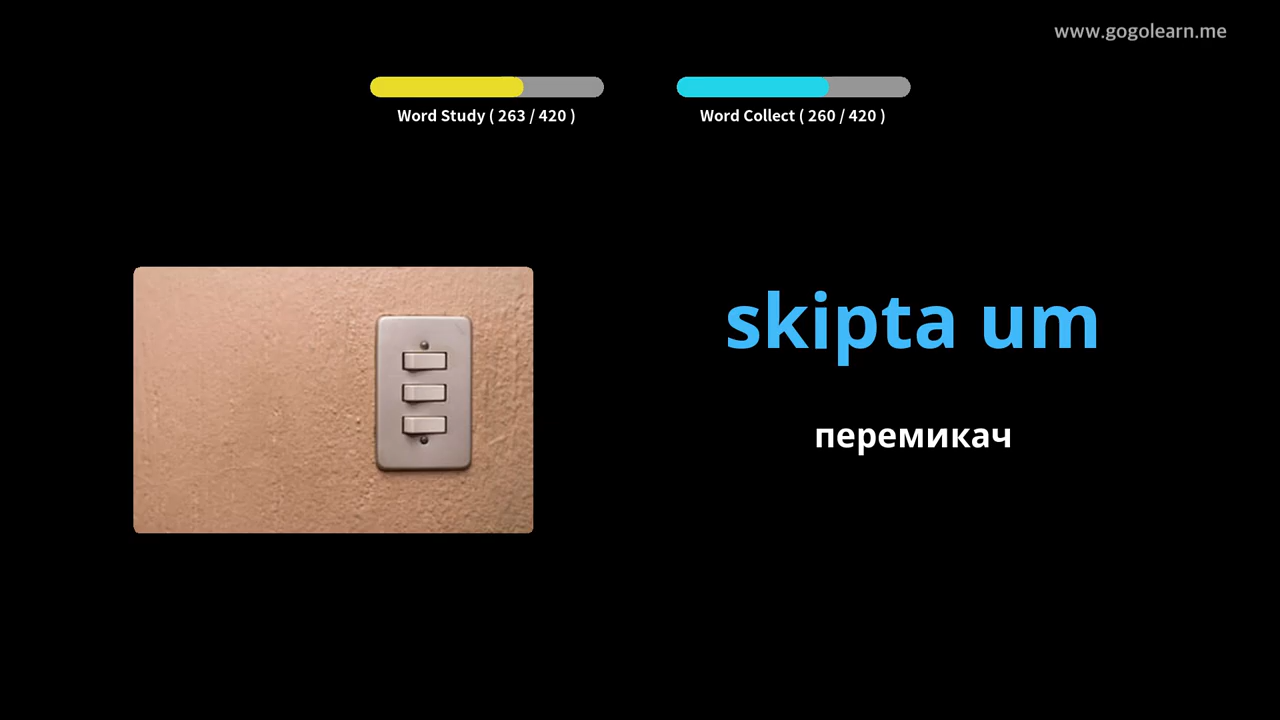 www.gogolearn.me
Word Study ( 263 / 420 )
Word Collect ( 260 / 420 )
skipta um
перемикач